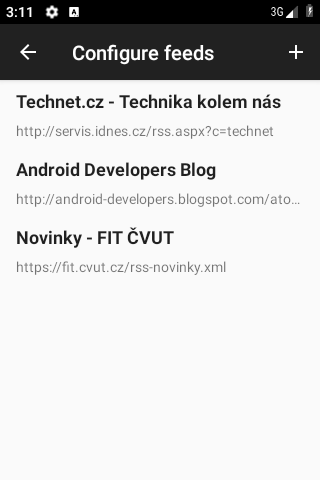 3:11
3G
Configure feeds
Technet.cz - Technika kolem nás
http://servis.idnes.cz/rss.aspx?c=technet
Android Developers Blog
http://android-developers.blogspot.com/ato...
Novinky - FIT ČVUT
https://fit.cvut.cz/rss-novinky.xml